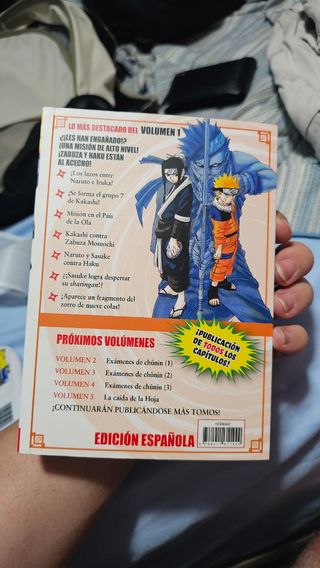 LO MÁS DESTACADO DEL VOLUMEN 1
¿¡LES HAN ENGAÑADO!?
¡UNA MISIÓN DE ALTO NIVEL!
¡ZABUZA Y HAKU ESTÁN
AL ACECHO!
¡Los lazos entre
Naruto e Iruka!
¡Se forma el grupo 7
de Kakashi!
Misión en el País
de la Ola
Kakashi contra
Zabuza Momochi
Naruto y Sasuke
contra Haku
¿¡Sasuke logra despertar
su sharingan!?
¡Aparece un fragmento del
zorro de nueve colas!
PRÓXIMOS VOLÚMENES
¡PUBLICACIÓN
DE TODOS LOS
CAPÍTULOS!
VOLUMEN 2 Exámenes de chûnin (1)
VOLUMEN 3 Exámenes de chûnin (2)
VOLUMEN 4 Exámenes de chûnin (3)
VOLUMEN 5 La caída de la Hoja
¡CONTINUARÁN PUBLICÁNDOSE MÁS TOMOS!
EDICIÓN ESPAÑOLA